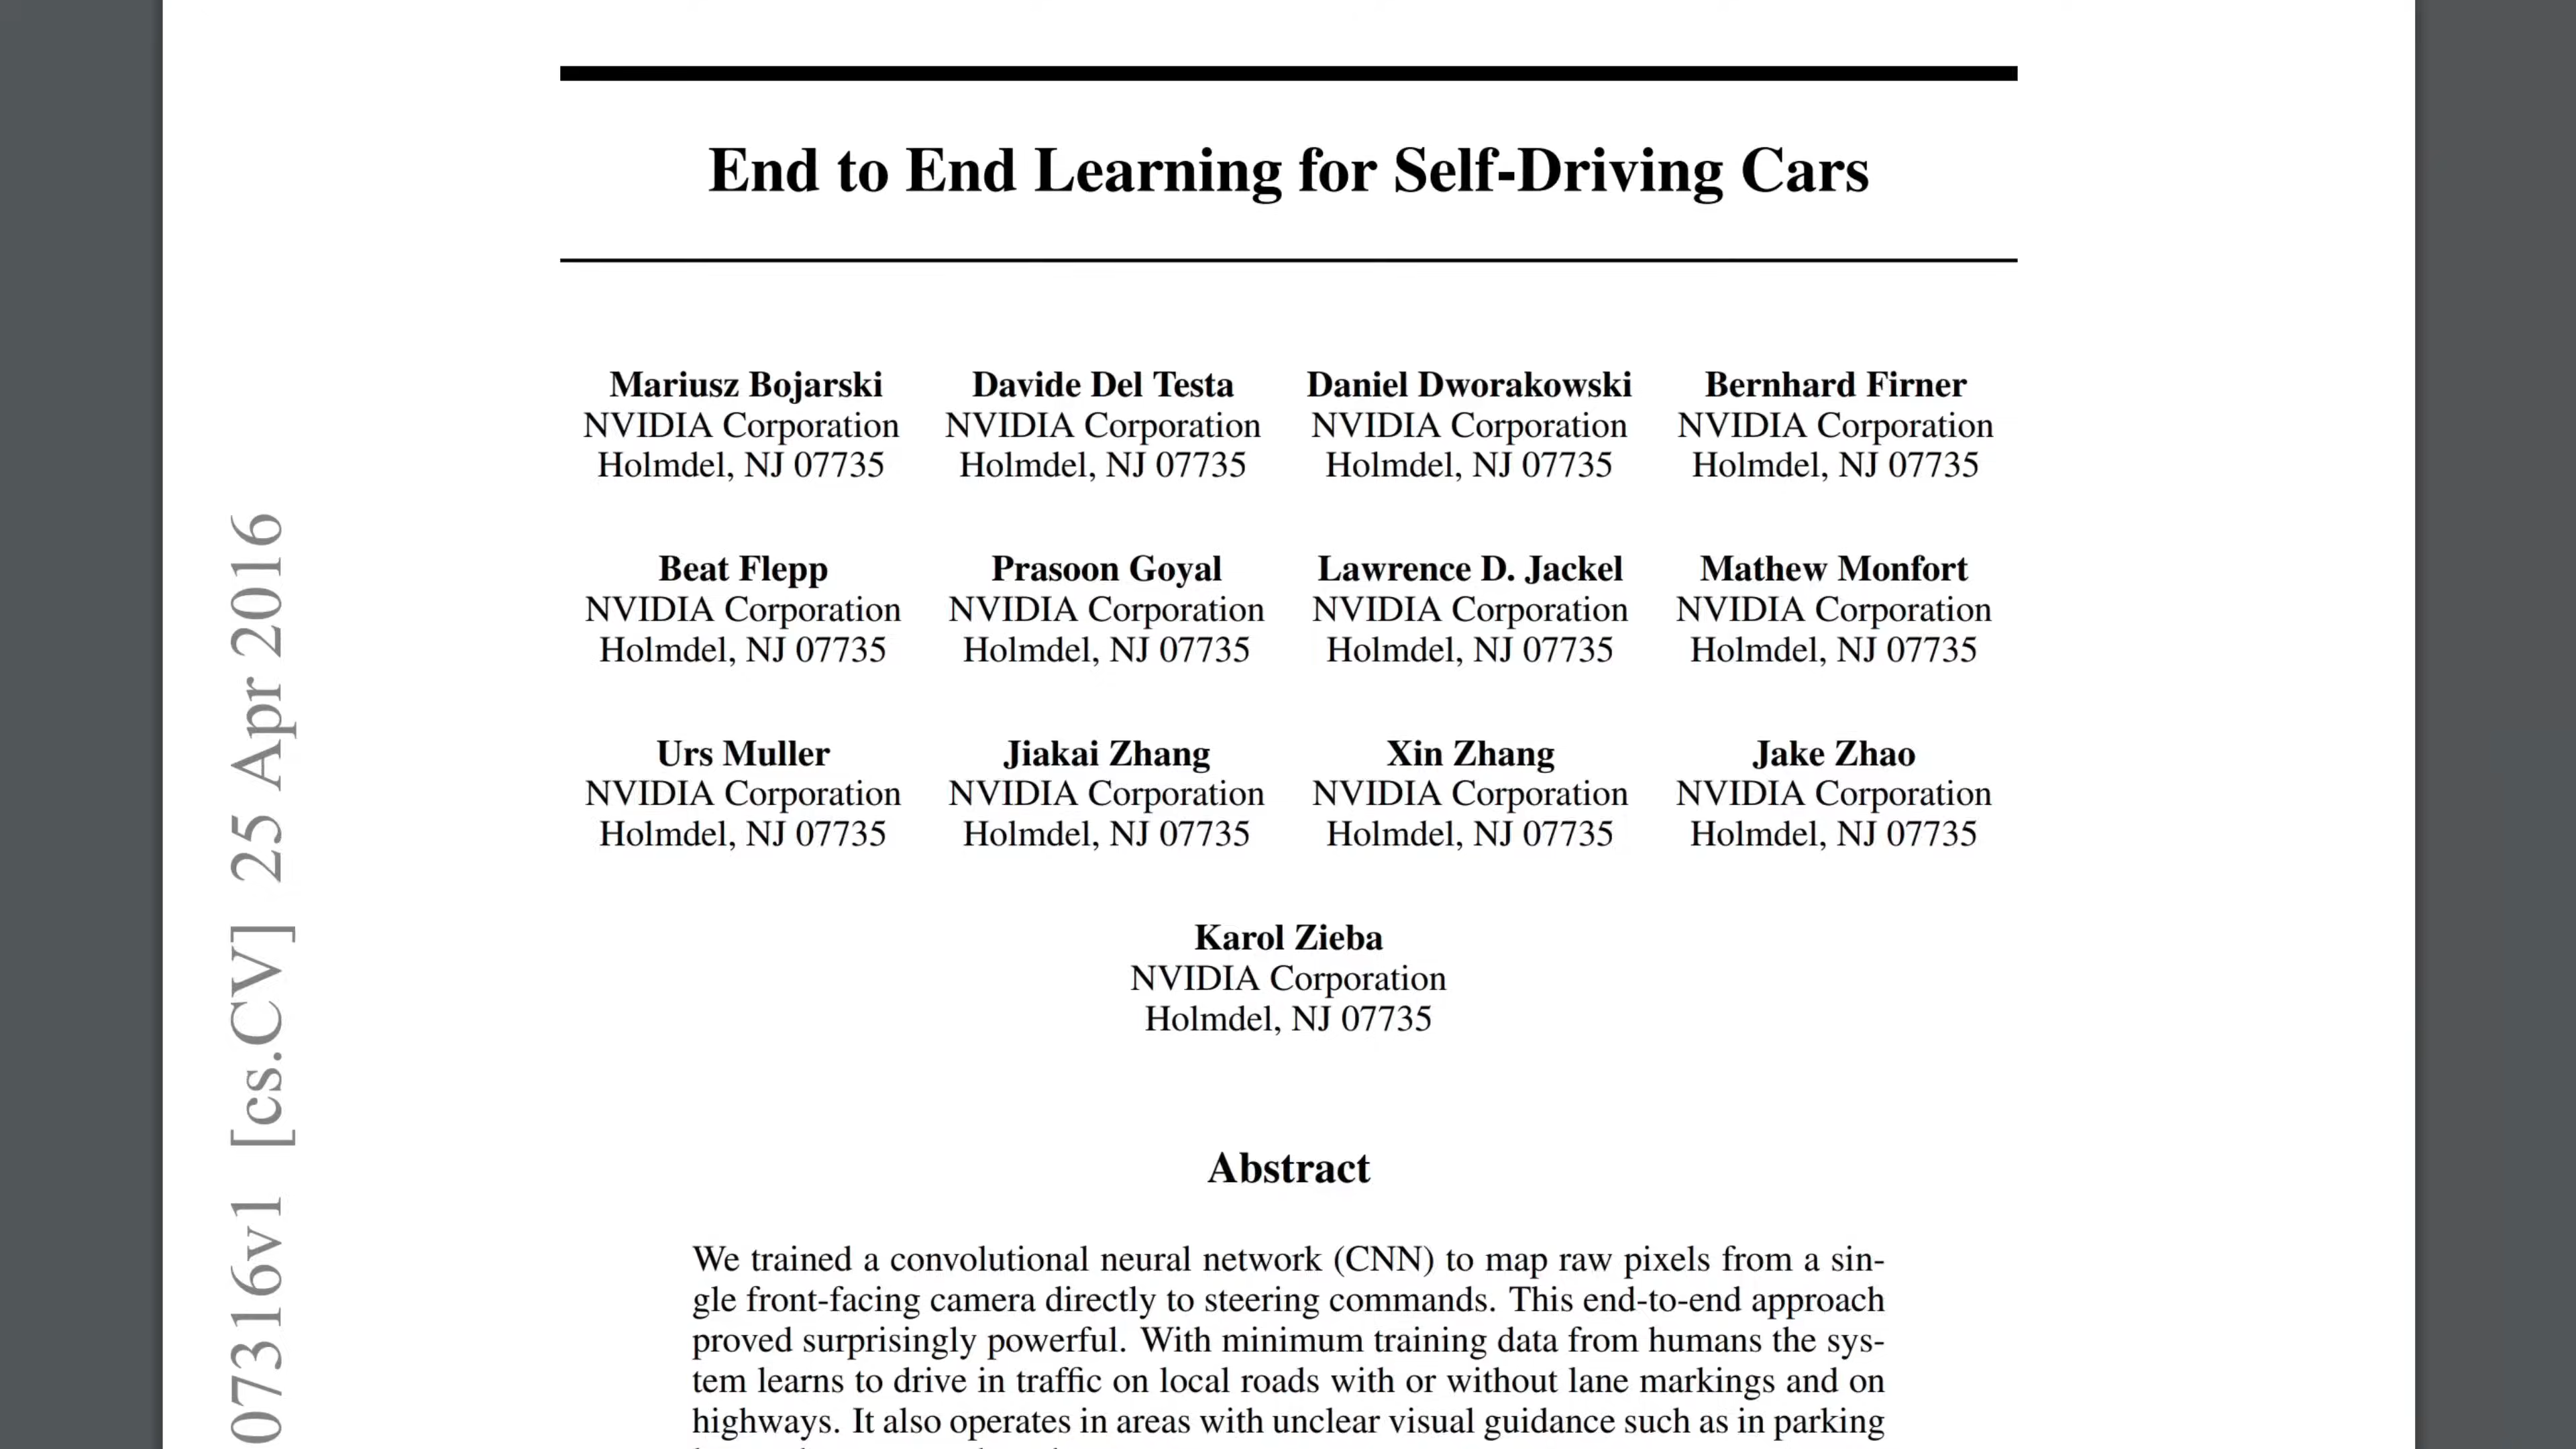 End to End Learning for Self-Driving Cars
Mariusz Bojarski
NVIDIA Corporation
Holmdel, NJ 07735
Davide Del Testa
NVIDIA Corporation
Holmdel, NJ 07735
Daniel Dworakowski
NVIDIA Corporation
Holmdel, NJ 07735
Bernhard Firner
NVIDIA Corporation
Holmdel, NJ 07735
Beat Flepp
NVIDIA Corporation
Holmdel, NJ 07735
Prasoon Goyal
NVIDIA Corporation
Holmdel, NJ 07735
Lawrence D. Jackel
NVIDIA Corporation
Holmdel, NJ 07735
Mathew Monfort
NVIDIA Corporation
Holmdel, NJ 07735
Urs Muller
NVIDIA Corporation
Holmdel, NJ 07735
Jiakai Zhang
NVIDIA Corporation
Holmdel, NJ 07735
Xin Zhang
NVIDIA Corporation
Holmdel, NJ 07735
Jake Zhao
NVIDIA Corporation
Holmdel, NJ 07735
Karol Zieba
NVIDIA Corporation
Holmdel, NJ 07735
Abstract
We trained a convolutional neural network (CNN) to map raw pixels from a sin-
gle front-facing camera directly to steering commands. This end-to-end approach
proved surprisingly powerful. With minimum training data from humans the sys-
tem learns to drive in traffic on local roads with or without lane markings and on
highways. It also operates in areas with unclear visual guidance such as in parking
07316v1 [cs.CV] 25 Apr 2016